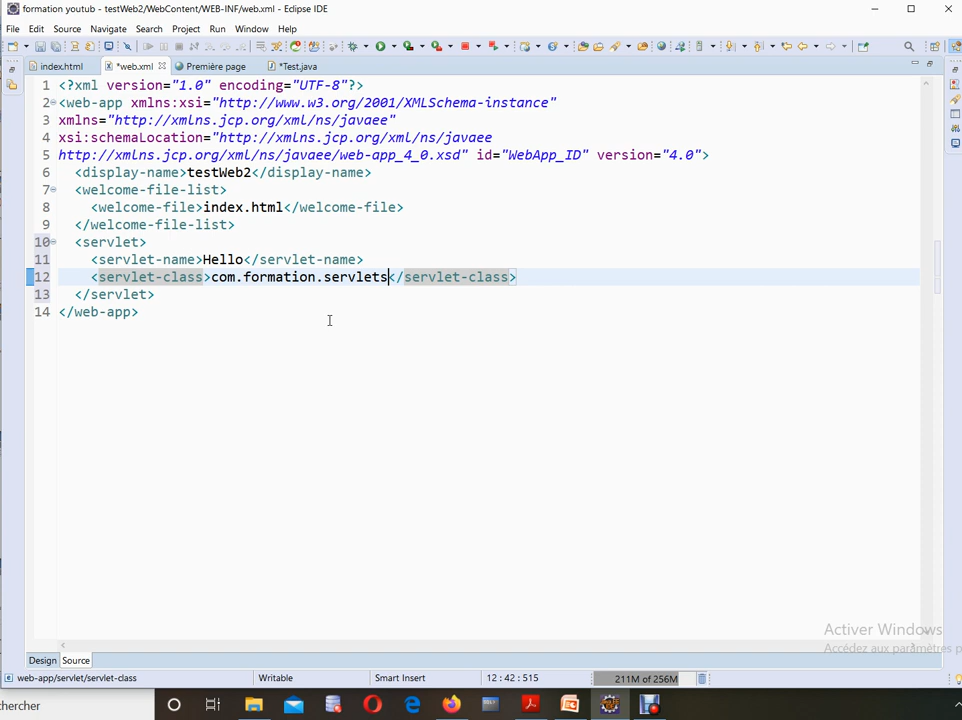 formation youtub - testWeb2/WebContent/WEB-INF/web.xml - Eclipse IDE
File Edit Source Navigate Search Project Run Window Help
index.html *web.xml Première page *Test.java
1 <?xml version="1.0" encoding="UTF-8"?>
2 <web-app xmlns:xsi="http://www.w3.org/2001/XMLSchema-instance"
3 xmlns="http://xmlns.jcp.org/xml/ns/javaee"
4 xsi:schemaLocation="http://xmlns.jcp.org/xml/ns/javaee
5 http://xmlns.jcp.org/xml/ns/javaee/web-app_4_0.xsd" id="WebApp_ID" version="4.0">
6 <display-name>testWeb2</display-name>
7 <welcome-file-list>
8 <welcome-file>index.html</welcome-file>
9 </welcome-file-list>
10 <servlet>
11 <servlet-name>Hello</servlet-name>
12 <servlet-class>com.formation.servlets</servlet-class>
13 </servlet>
14 </web-app>
Activer Windows
Accédez aux paramètres p
Design Source
web-app/servlet/servlet-class Writable Smart Insert 12 : 42 : 515 211M of 256M
chercher